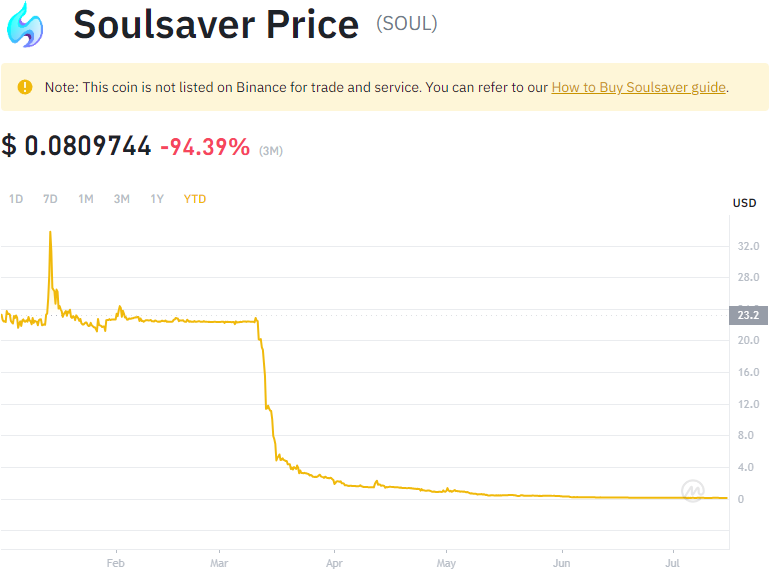 Soulsaver Price (SOUL)
Note: This coin is not listed on Binance for trade and service. You can refer to our How to Buy Soulsaver guide.
$ 0.0809744 -94.39% (3M)
1D 7D 1M 3M 1Y YTD
USD
32.0
28.0
23.2
20.0
16.0
12.0
8.0
4.0
0
Feb Mar Apr May Jun Jul